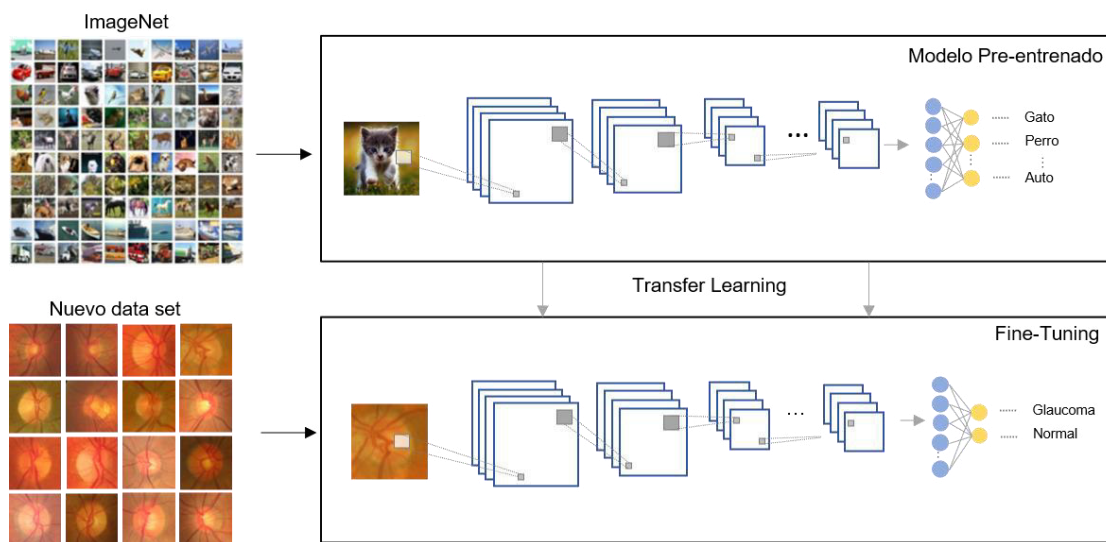 ImageNet
Modelo Pre-entrenado
Gato
Perro
Auto
Transfer Learning
Nuevo data set
Fine-Tuning
Glaucoma
Normal